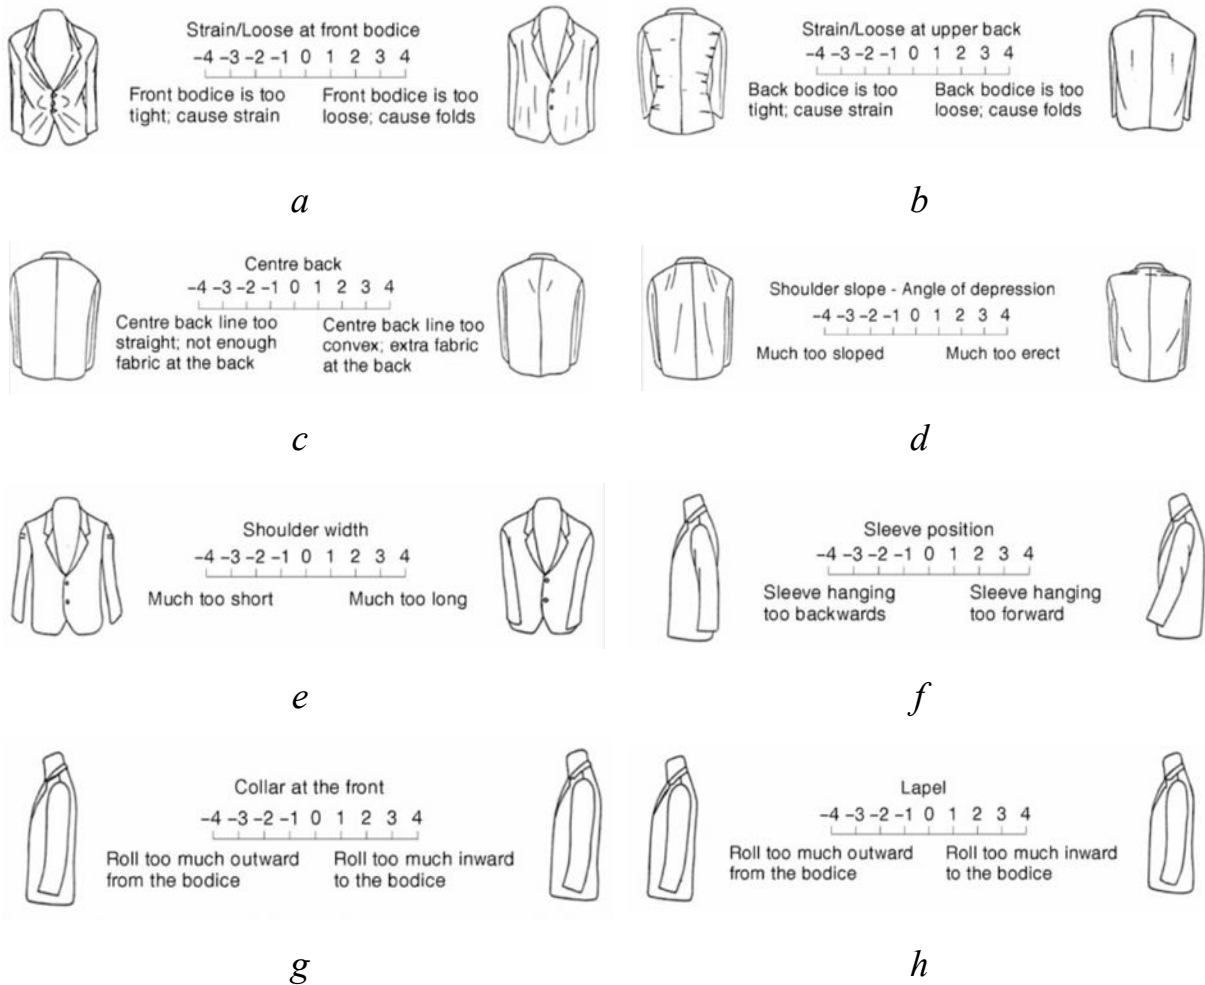 Strain/Loose at front bodice
−4 −3 −2 −1 0 1 2 3 4
Front bodice is too
tight; cause strain
Front bodice is too
loose; cause folds
a
Strain/Loose at upper back
−4 −3 −2 −1 0 1 2 3 4
Back bodice is too
tight; cause strain
Back bodice is too
loose; cause folds
b
Centre back
−4 −3 −2 −1 0 1 2 3 4
Centre back line too
straight; not enough
fabric at the back
Centre back line too
convex; extra fabric
at the back
c
Shoulder slope - Angle of depression
−4 −3 −2 −1 0 1 2 3 4
Much too sloped
Much too erect
d
Shoulder width
−4 −3 −2 −1 0 1 2 3 4
Much too short
Much too long
e
Sleeve position
−4 −3 −2 −1 0 1 2 3 4
Sleeve hanging
too backwards
Sleeve hanging
too forward
f
Collar at the front
−4 −3 −2 −1 0 1 2 3 4
Roll too much outward
from the bodice
Roll too much inward
to the bodice
g
Lapel
−4 −3 −2 −1 0 1 2 3 4
Roll too much outward
from the bodice
Roll too much inward
to the bodice
h